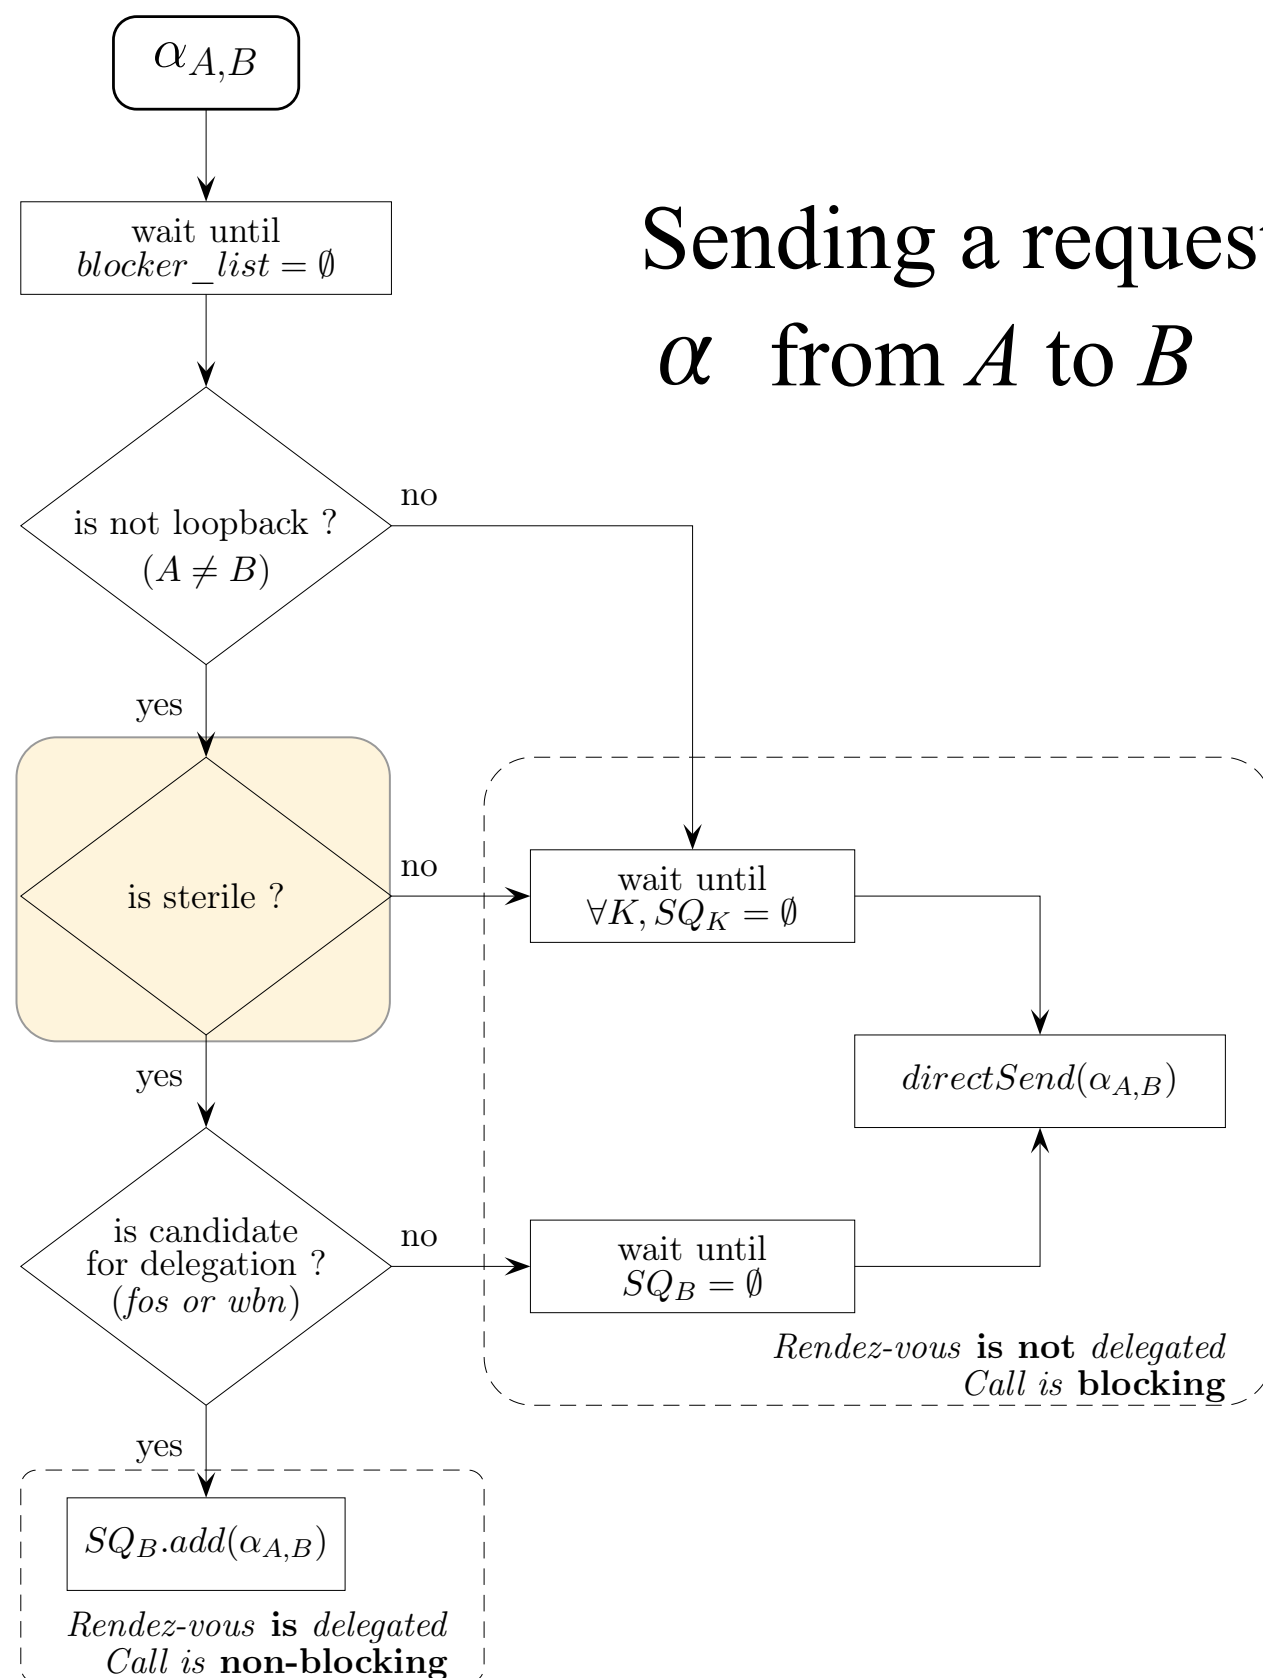 α_{A,B}
wait until
blocker_list = ∅
Sending a request
α from A to B
no
is not loopback ?
(A ≠ B)
yes
no
is sterile ?
wait until
∀K, SQ_K = ∅
yes
directSend(α_{A,B})
is candidate
for delegation ?
(fos or wbn)
no
wait until
SQ_B = ∅
Rendez-vous is not delegated
Call is blocking
yes
SQ_B.add(α_{A,B})
Rendez-vous is delegated
Call is non-blocking